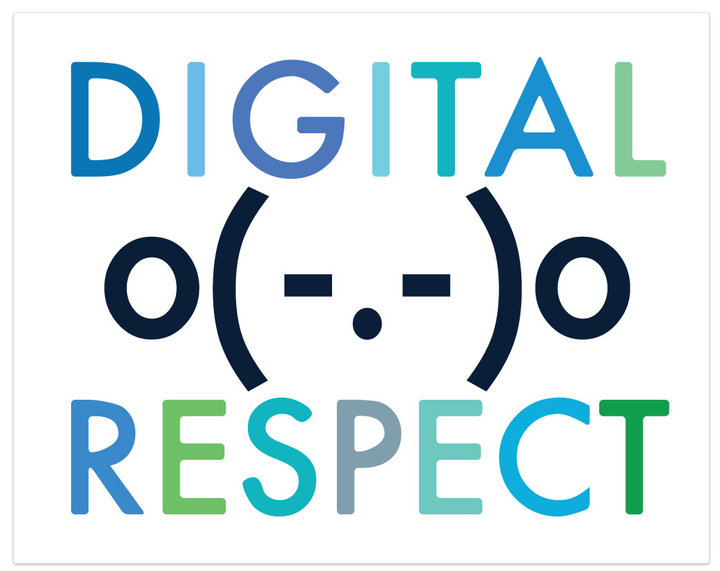 DIGITAL
o(-.-)o
RESPECT